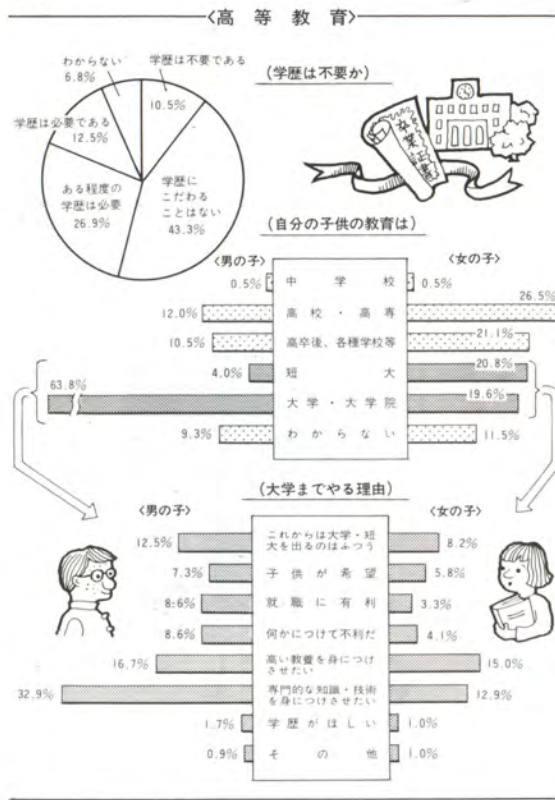 〈高等教育〉
(学歴は不要か)
わからない
6.8%
学歴は不要である
10.5%
学歴は必要である
12.5%
ある程度の
学歴は必要
26.9%
学歴に
こだわる
ことはない
43.3%
卒業証書
(自分の子供の教育は)
〈男の子〉
〈女の子〉
0.5% 中学校 0.5%
12.0% 高校・高専 26.5%
10.5% 高卒後、各種学校等 21.1%
4.0% 短大 20.8%
63.8% 大学・大学院 19.6%
9.3% わからない 11.5%
(大学までやる理由)
〈男の子〉
〈女の子〉
12.5% これからは大学・短 8.2%
大を出るのはふつう
7.3% 子供が希望 5.8%
8.6% 就職に有利 3.3%
8.6% 何かにつけて不利だ 4.1%
16.7% 高い教養を身につけ 15.0%
させたい
32.9% 専門的な知識・技術 12.9%
を身につけさせたい
1.7% 学歴がほしい 1.0%
0.9% その他 1.0%